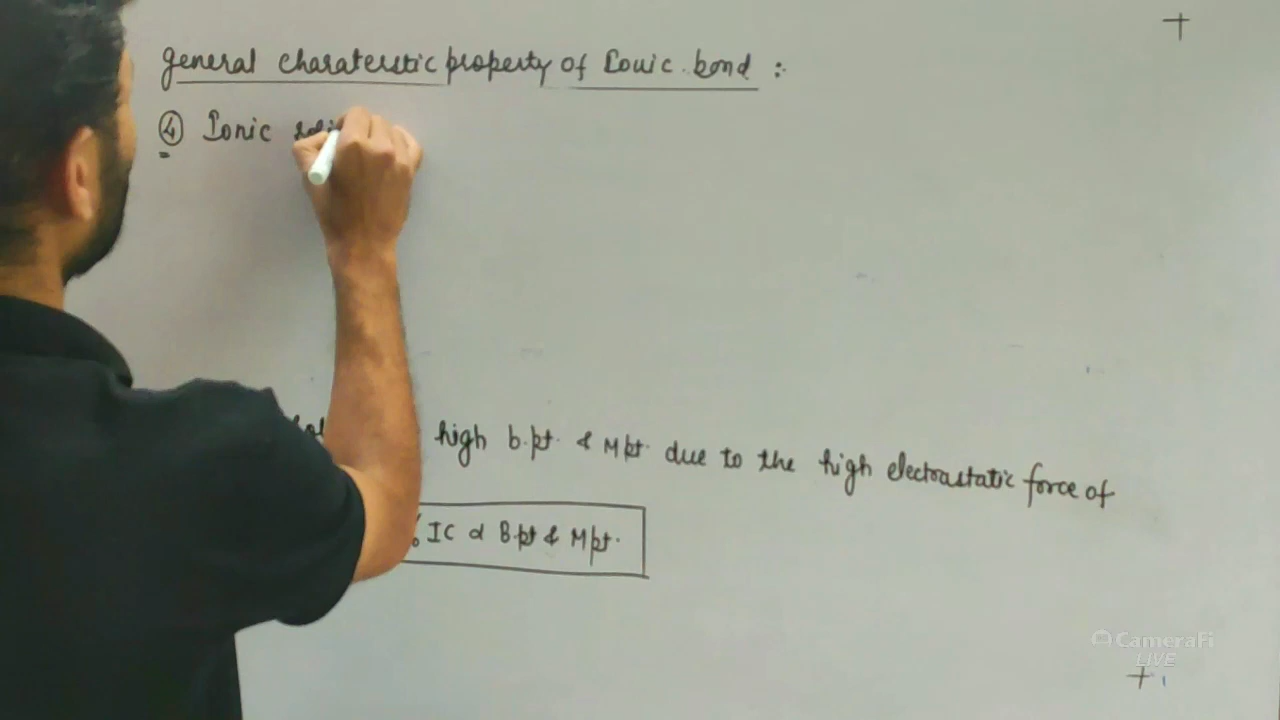 general charaterstic property of Ionic bond :
④ Ionic
high b.pt. & M.pt. due to the high electrostatic force of
% IC α B.pt & M.pt.
CameraFi
LIVE